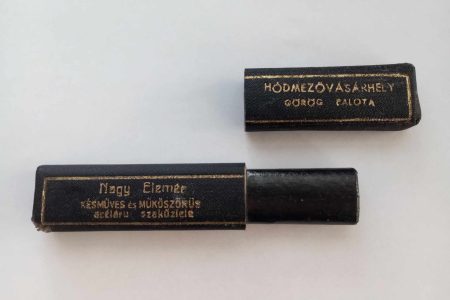 HÓDMEZŐVÁSÁRHELY
GÖRÖG PALOTA
Nagy Elemér
KÉSMŰVES és MŰKÖSZÖRŰS
acéláru szaküzlete